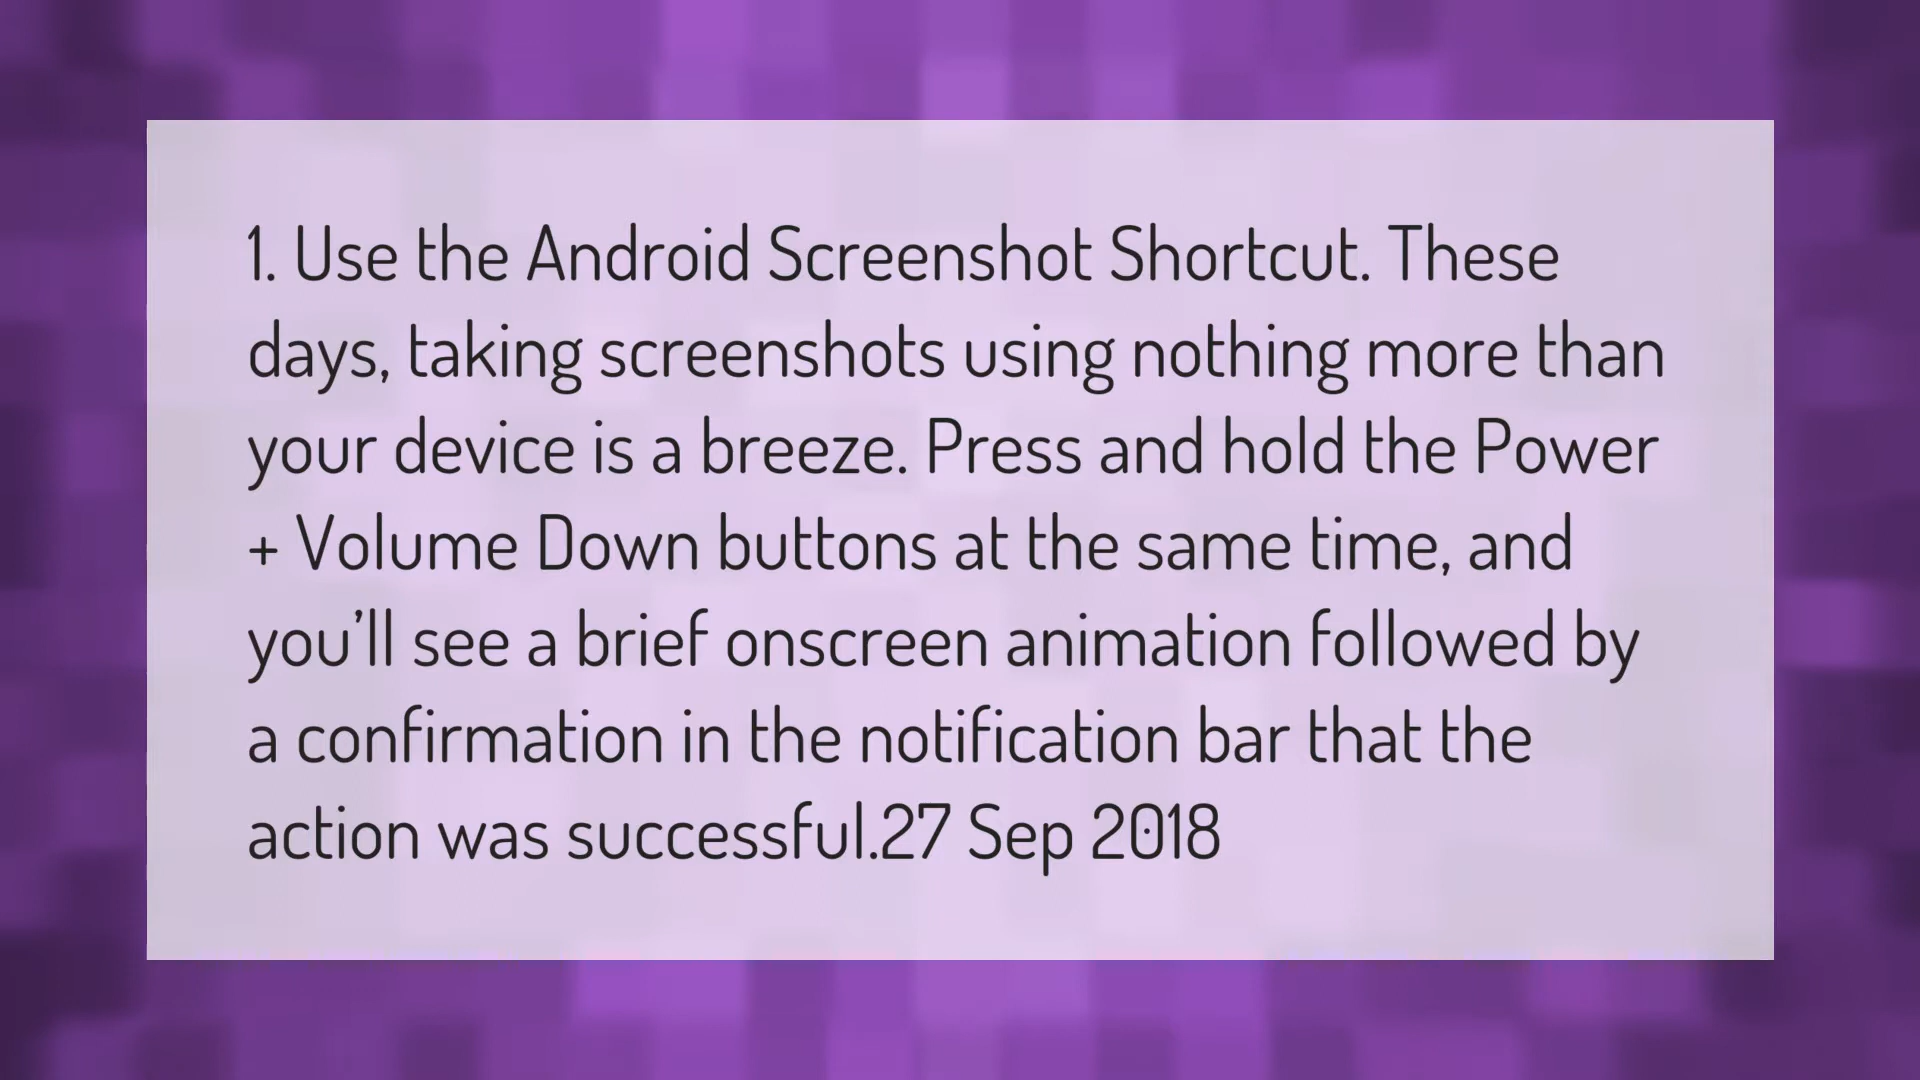 1. Use the Android Screenshot Shortcut. These
days, taking screenshots using nothing more than
your device is a breeze. Press and hold the Power
+ Volume Down buttons at the same time, and
you’ll see a brief onscreen animation followed by
a confirmation in the notification bar that the
action was successful.27 Sep 2018